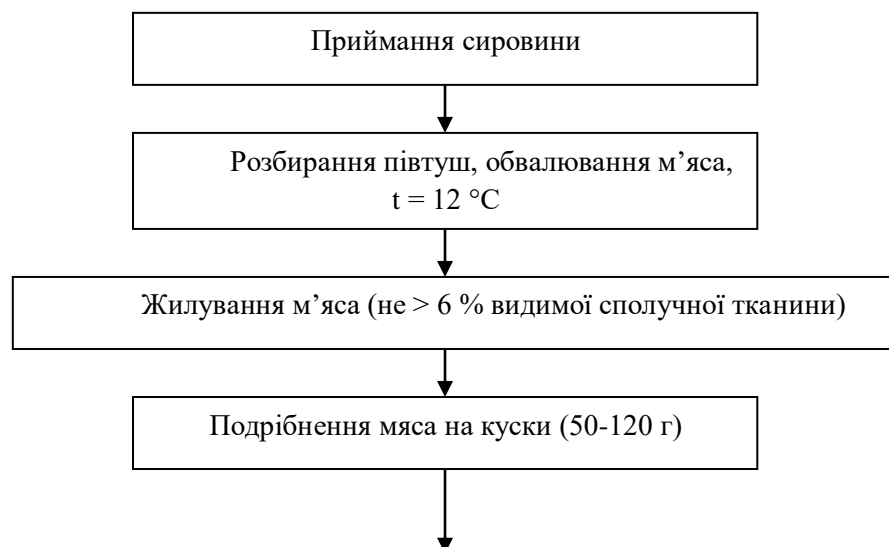 Приймання сировини
Розбирання півтуш, обвалювання м’яса,
t = 12 °С
Жилування м’яса (не > 6 % видимої сполучної тканини)
Подрібнення мяса на куски (50-120 г)